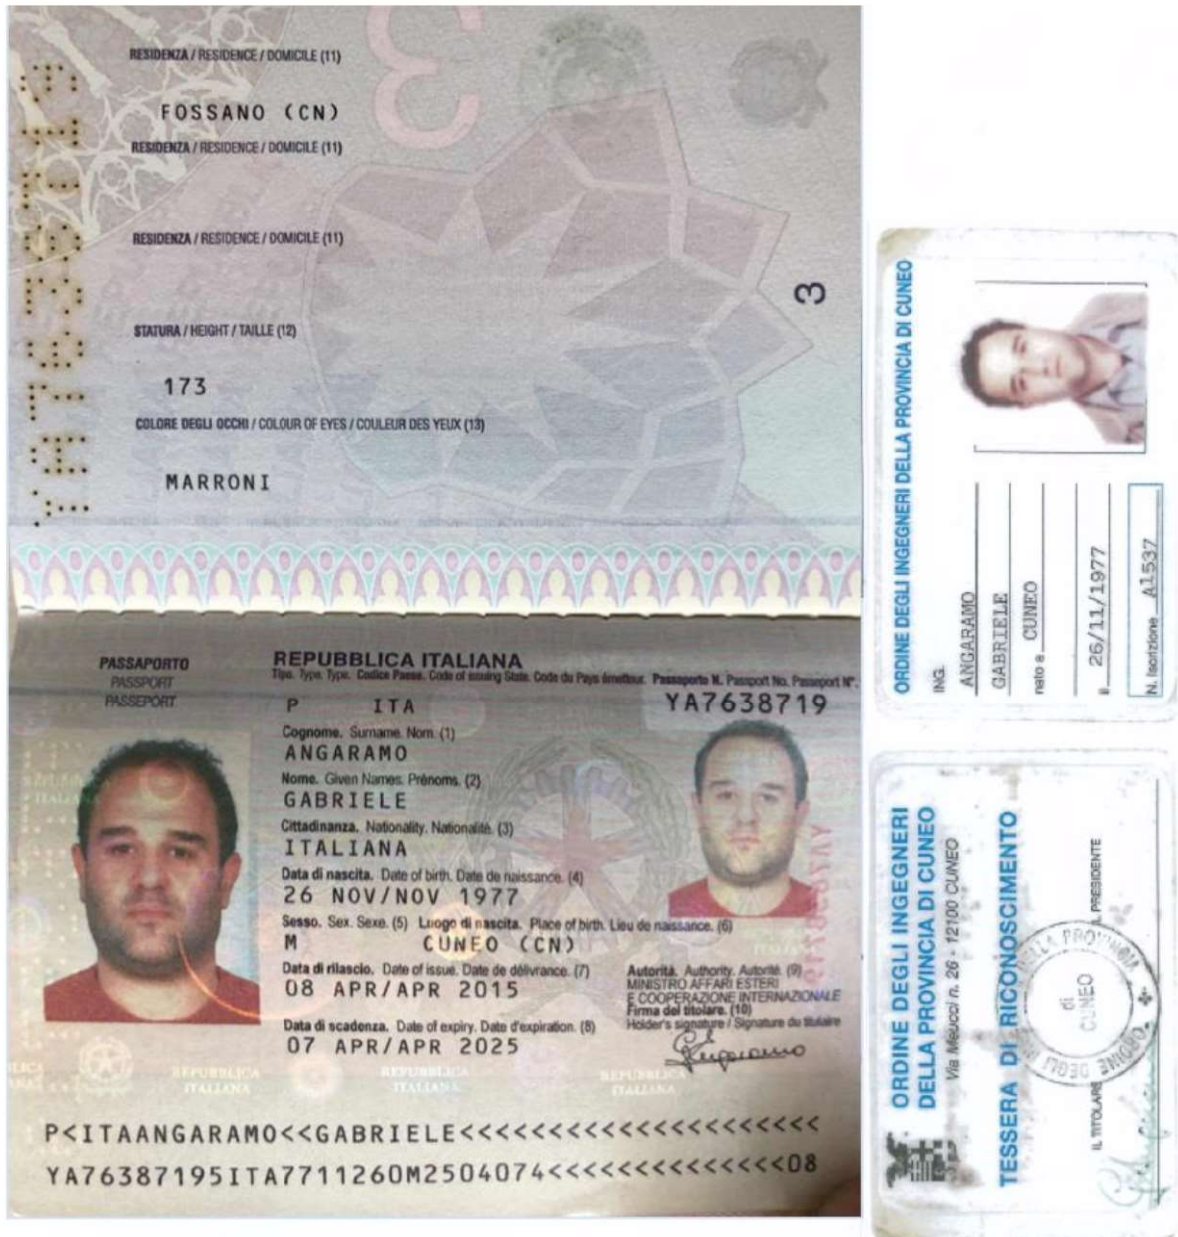 RESIDENZA / RESIDENCE / DOMICILE (11)
FOSSANO (CN)
RESIDENZA / RESIDENCE / DOMICILE (11)
RESIDENZA / RESIDENCE / DOMICILE (11)
STATURA / HEIGHT / TAILLE (12)
173
COLORE DEGLI OCCHI / COLOUR OF EYES / COULEUR DES YEUX (13)
MARRONI
3
PASSAPORTO
PASSPORT
PASSEPORT
REPUBBLICA ITALIANA
Tipo. Type. Type. Codice Paese. Code of issuing State. Code du Pays émetteur. Passaporto N. Passport No. Passeport N°.
P ITA YA7638719
Cognome. Surname. Nom. (1)
ANGARAMO
Nome. Given Names. Prénoms. (2)
GABRIELE
Cittadinanza. Nationality. Nationalité. (3)
ITALIANA
Data di nascita. Date of birth. Date de naissance. (4)
26 NOV/NOV 1977
Sesso. Sex. Sexe. (5) Luogo di nascita. Place of birth. Lieu de naissance. (6)
M CUNEO (CN)
Data di rilascio. Date of issue. Date de délivrance. (7)
08 APR/APR 2015
Data di scadenza. Date of expiry. Date d'expiration. (8)
07 APR/APR 2025
Autorità. Authority. Autorité. (9)
MINISTRO AFFARI ESTERI
E COOPERAZIONE INTERNAZIONALE
Firma del titolare. (10)
Holder's signature / Signature du titulaire
REPUBBLICA ITALIANA
REPUBBLICA ITALIANA
REPUBBLICA ITALIANA
P<ITAANGARAMO<<GABRIELE<<<<<<<<<<<<<<<<<<<<<
YA76387195ITA7711260M2504074<<<<<<<<<<<<<<08
ORDINE DEGLI INGEGNERI DELLA PROVINCIA DI CUNEO
ING.
ANGARAMO
GABRIELE
nato a CUNEO
il 26/11/1977
N. Iscrizione A1537
ORDINE DEGLI INGEGNERI
DELLA PROVINCIA DI CUNEO
Via Meucci n. 26 - 12100 CUNEO
TESSERA DI RICONOSCIMENTO
IL TITOLARE
IL PRESIDENTE
di
CUNEO